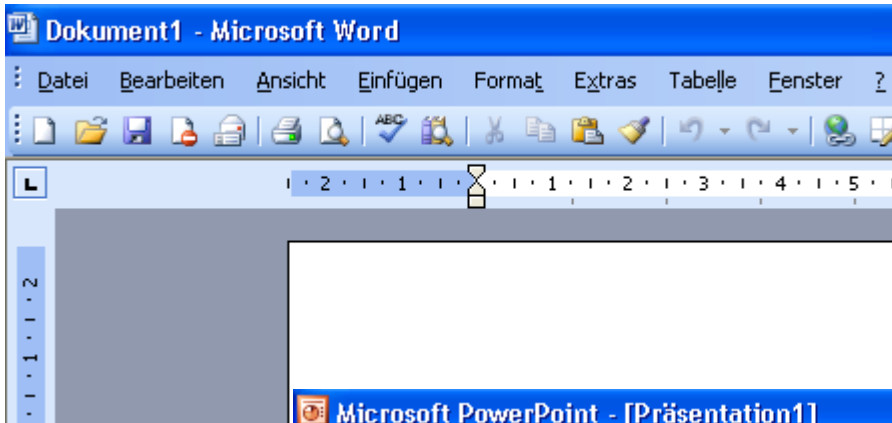 Dokument1 - Microsoft Word
Datei Bearbeiten Ansicht Einfügen Format Extras Tabelle Fenster ?
ABC
L 2 1 1 2 3 4 5
2
1
Microsoft PowerPoint - [Präsentation1]